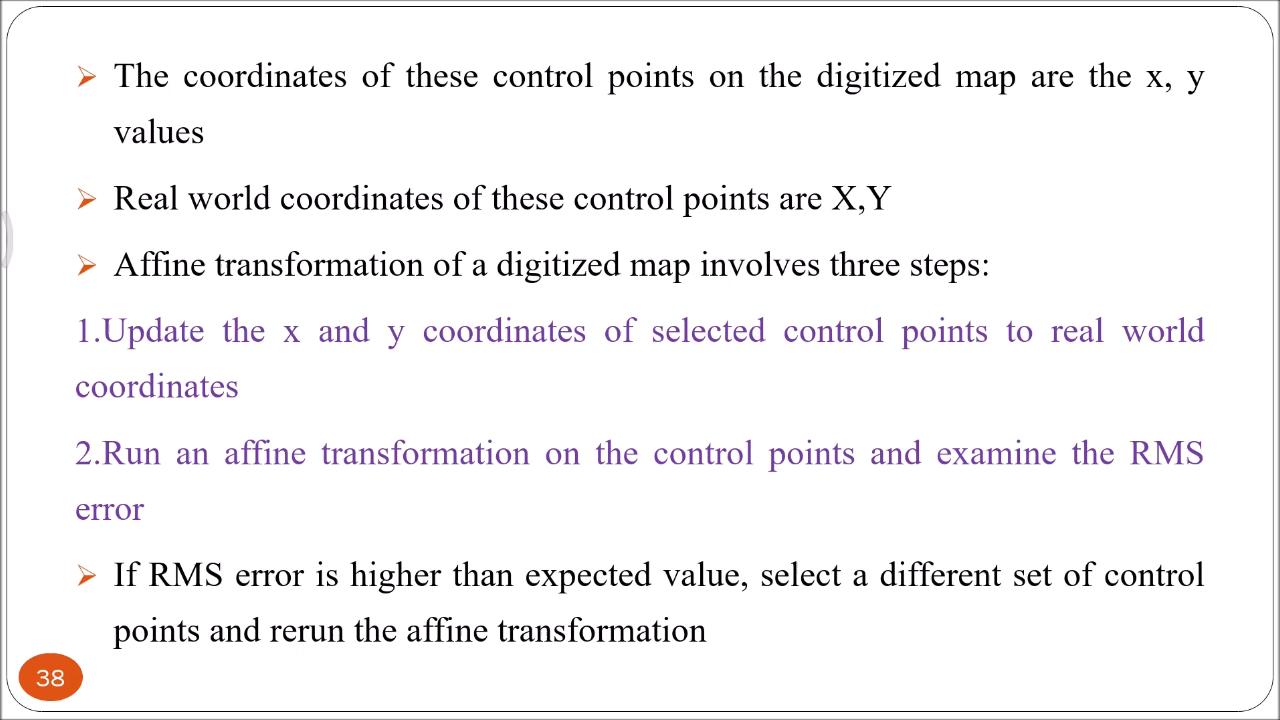 ➢ The coordinates of these control points on the digitized map are the x, y
values
➢ Real world coordinates of these control points are X,Y
➢ Affine transformation of a digitized map involves three steps:
1.Update the x and y coordinates of selected control points to real world
coordinates
2.Run an affine transformation on the control points and examine the RMS
error
➢ If RMS error is higher than expected value, select a different set of control
points and rerun the affine transformation
38